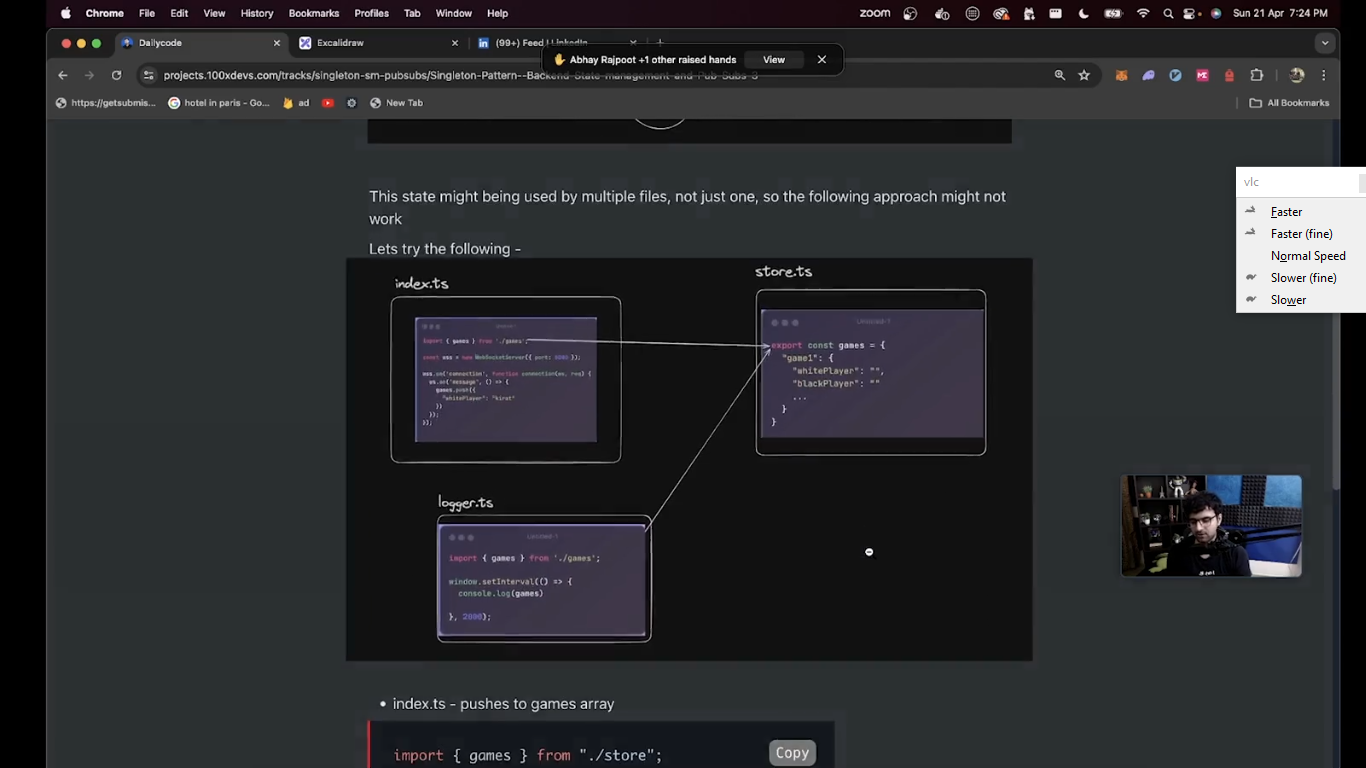 Chrome File Edit View History Bookmarks Profiles Tab Window Help zoom Sun 21 Apr 7:24 PM
Dailycode Excalidraw (99+) Feed | LinkedIn
Abhay Rajpoot +1 other raised hands View
projects.100xdevs.com/tracks/singleton-sm-pubsubs/Singleton-Pattern--Backend-State-management-and-Pub-Subs-3
https://getsubmis... hotel in paris - Go... ad New Tab All Bookmarks
This state might being used by multiple files, not just one, so the following approach might not
work
Lets try the following -
vlc
Faster
Faster (fine)
Normal Speed
Slower (fine)
Slower
index.ts
import { games } from './games';
const wss = new WebSocketServer({ port: 8080 });
wss.on('connection', function connection(ws, req) {
ws.on('message', () => {
games.push({
"whitePlayer": "kirat"
})
});
});
store.ts
Untitled-1
export const games = {
"game1": {
"whitePlayer": "",
"blackPlayer": ""
...
}
}
logger.ts
Untitled-1
import { games } from './games';
window.setInterval(() => {
console.log(games)
}, 2000);
• index.ts - pushes to games array
import { games } from "./store";
Copy